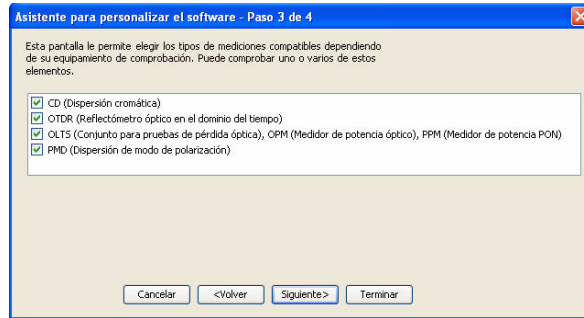 Asistente para personalizar el software - Paso 3 de 4
Esta pantalla le permite elegir los tipos de mediciones compatibles dependiendo
de su equipamiento de comprobación. Puede comprobar uno o varios de estos
elementos.
CD (Dispersión cromática)
OTDR (Reflectómetro óptico en el dominio del tiempo)
OLTS (Conjunto para pruebas de pérdida óptica), OPM (Medidor de potencia óptico), PPM (Medidor de potencia PON)
PMD (Dispersión de modo de polarización)
Cancelar <Volver Siguiente> Terminar